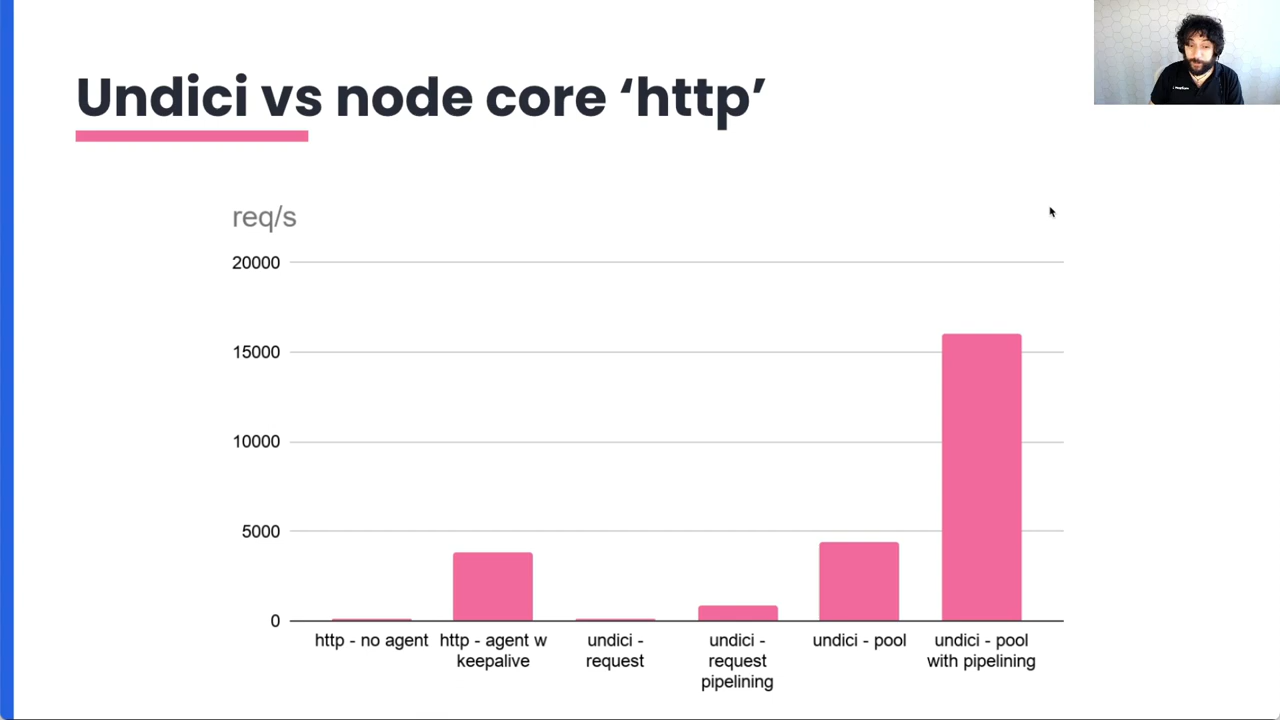 Undici vs node core ‘http’
req/s
20000
15000
10000
5000
0
http - no agent
http - agent w
keepalive
undici -
request
undici -
request
pipelining
undici - pool
undici - pool
with pipelining